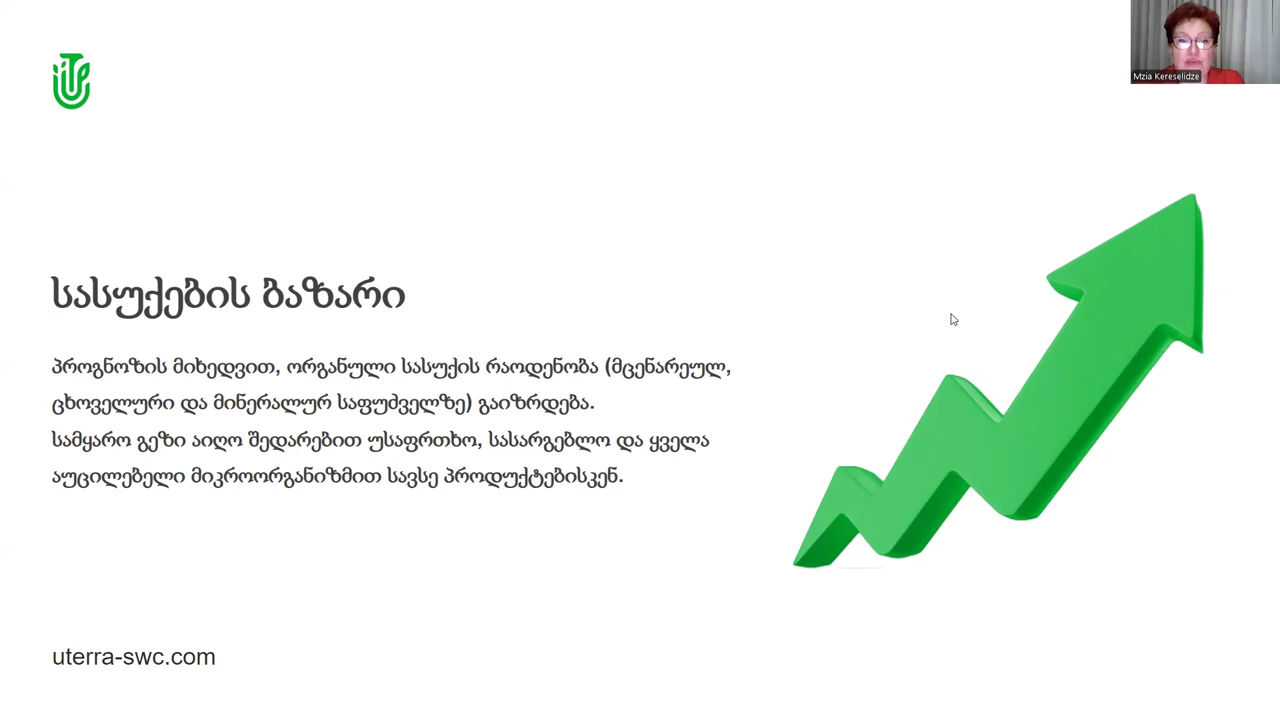 Mzia Kereselidze
სასუქების ბაზარი
პროგნოზის მიხედვით, ორგანული სასუქის რაოდენობა (მცენარეულ,
ცხოველური და მინერალურ საფუძველზე) გაიზრდება.
სამყარო გეზი აიღო შედარებით უსაფრთხო, სასარგებლო და ყველა
აუცილებელი მიკროორგანიზმით სავსე პროდუქტებისკენ.
uterra-swc.com